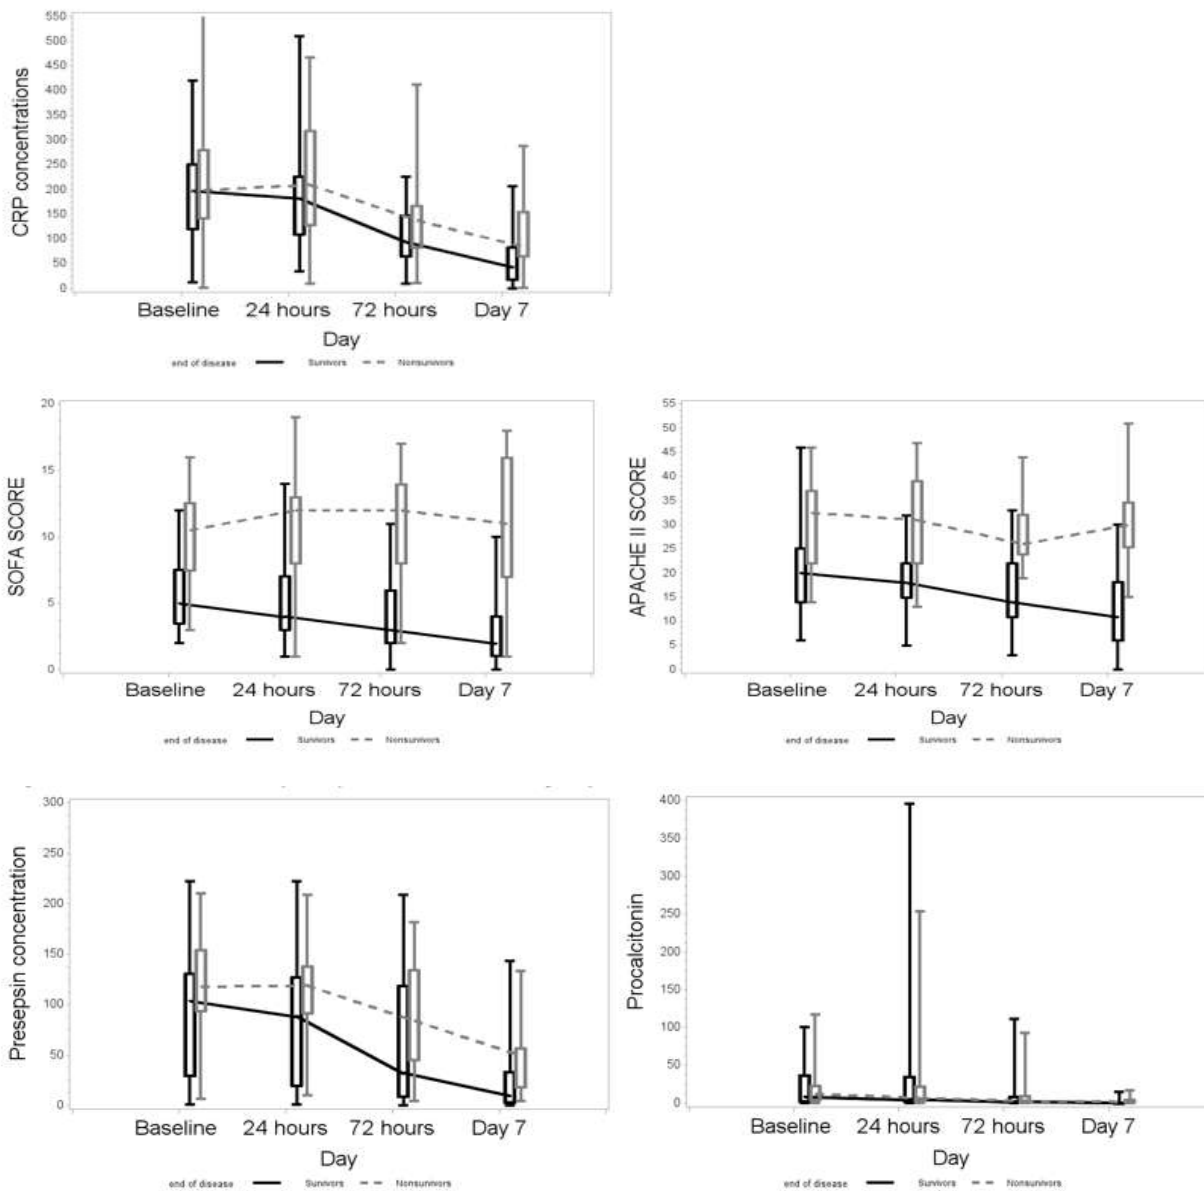 CRP concentrations
550
500
450
400
350
300
250
200
150
100
50
0
Baseline 24 hours 72 hours Day 7
Day
end of disease Survivors Nonsurvivors
SOFA SCORE
20
15
10
5
0
Baseline 24 hours 72 hours Day 7
Day
end of disease Survivors Nonsurvivors
APACHE II SCORE
55
50
45
40
35
30
25
20
15
10
5
0
Baseline 24 hours 72 hours Day 7
Day
end of disease Survivors Nonsurvivors
Presepsin concentration
300
200
150
100
50
0
Baseline 24 hours 72 hours Day 7
Day
end of disease Survivors Nonsurvivors
Procalcitonin
400
350
300
250
200
150
100
50
0
Baseline 24 hours 72 hours Day 7
Day
end of disease Survivors Nonsurvivors